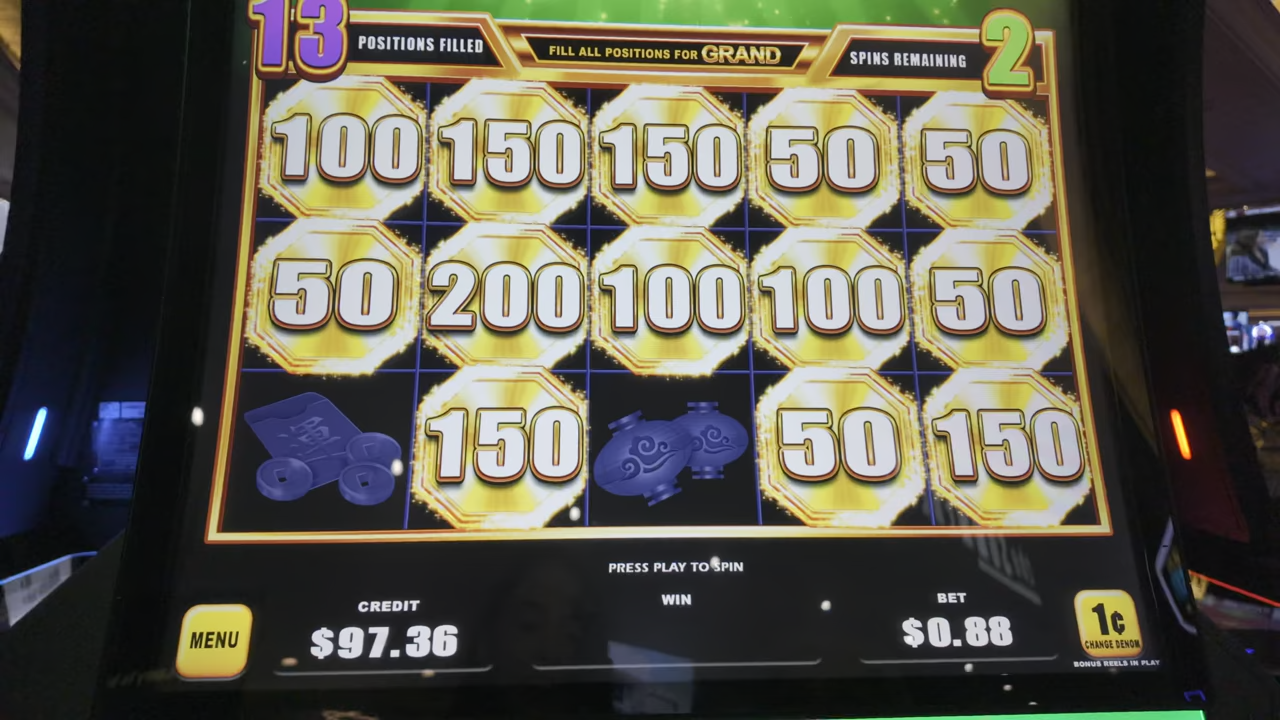 13 POSITIONS FILLED
FILL ALL POSITIONS FOR GRAND
SPINS REMAINING 2
100 150 150 50 50
50 200 100 100 50
150 50 150
PRESS PLAY TO SPIN
MENU
CREDIT
$97.36
WIN
BET
$0.88
1¢
CHANGE DENOM
BONUS REELS IN PLAY